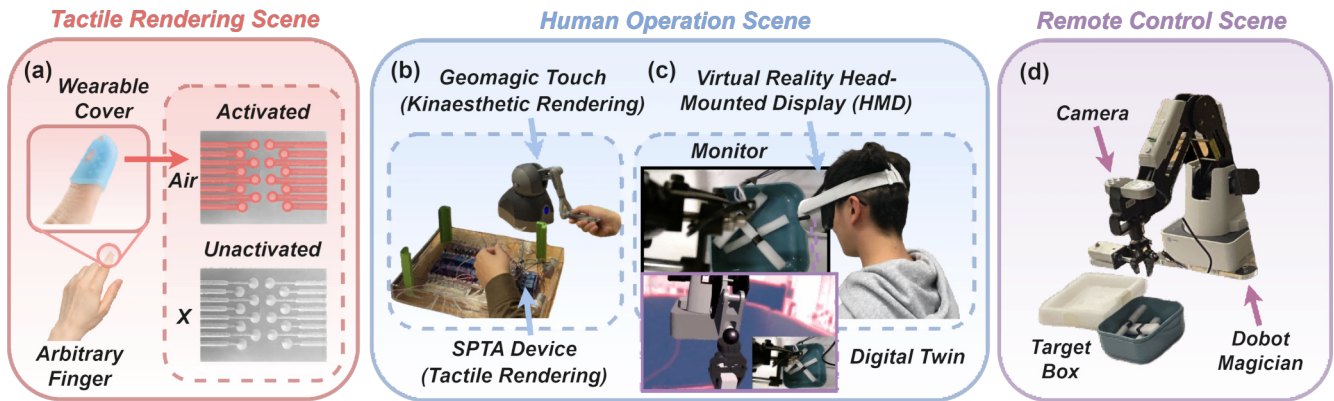 Tactile Rendering Scene
Human Operation Scene
Remote Control Scene
(a)
Wearable
Cover
Activated
Air
Unactivated
X
Arbitrary
Finger
(b)
Geomagic Touch
(Kinaesthetic Rendering)
SPTA Device
(Tactile Rendering)
(c)
Virtual Reality Head-
Mounted Display (HMD)
Monitor
Digital Twin
(d)
Camera
Target
Box
Dobot
Magician